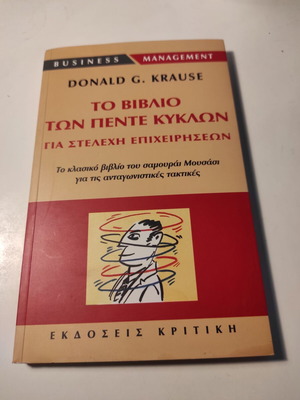 BUSINESS MANAGEMENT
DONALD G. KRAUSE
ΤΟ ΒΙΒΛΙΟ
ΤΩΝ ΠΕΝΤΕ ΚΥΚΛΩΝ
ΓΙΑ ΣΤΕΛΕΧΗ ΕΠΙΧΕΙΡΗΣΕΩΝ
Το κλασικό βιβλίο του σαμουράι Μουσάσι
για τις ανταγωνιστικές τακτικές
ΕΚΔΟΣΕΙΣ ΚΡΙΤΙΚΗ